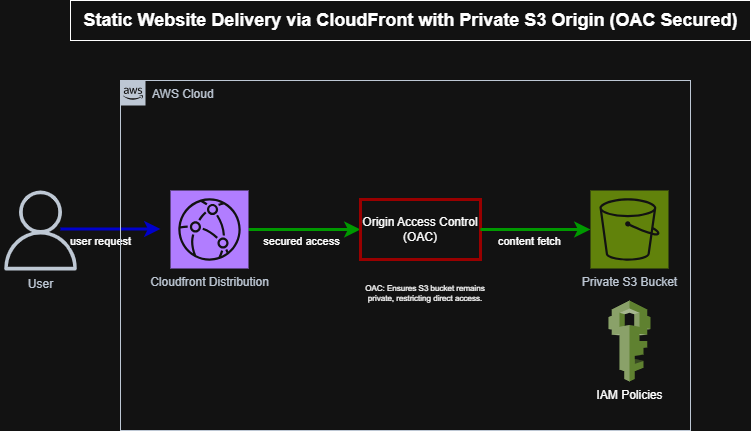 Static Website Delivery via CloudFront with Private S3 Origin (OAC Secured)
aws
AWS Cloud
user request
secured access
Origin Access Control
(OAC)
content fetch
User
Cloudfront Distribution
Private S3 Bucket
OAC: Ensures S3 bucket remains
private, restricting direct access.
IAM Policies